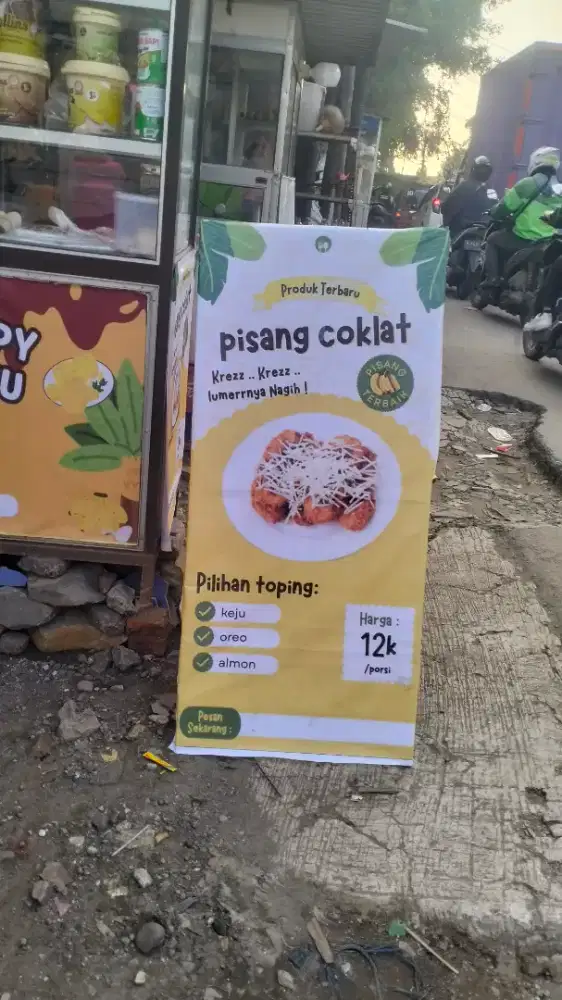 Produk Terbaru
pisang coklat
Krezz .. Krezz ..
lumerrnya Nagih !
PISANG
TERBAIK
Pilihan toping:
keju
oreo
almon
Harga :
12k
/porsi
Pesan
Sekarang :
PY
U